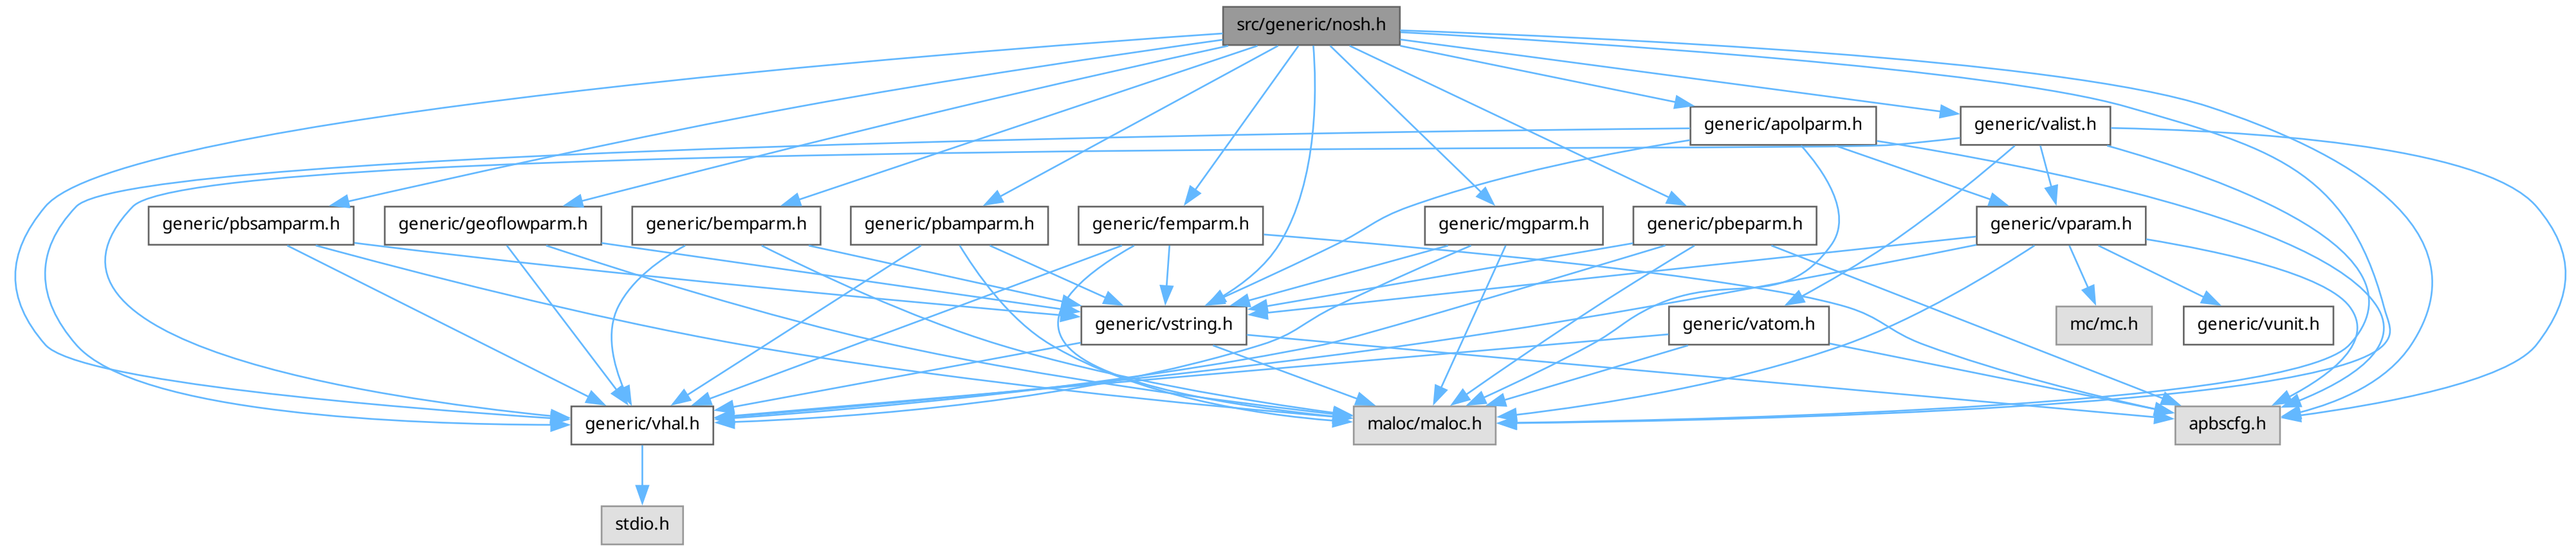 src/generic/nosh.h
generic/apolparm.h
generic/valist.h
generic/pbsamparm.h
generic/geoflowparm.h
generic/bemparm.h
generic/pbamparm.h
generic/femparm.h
generic/mgparm.h
generic/pbeparm.h
generic/vparam.h
generic/vstring.h
generic/vatom.h
mc/mc.h
generic/vunit.h
generic/vhal.h
maloc/maloc.h
apbscfg.h
stdio.h